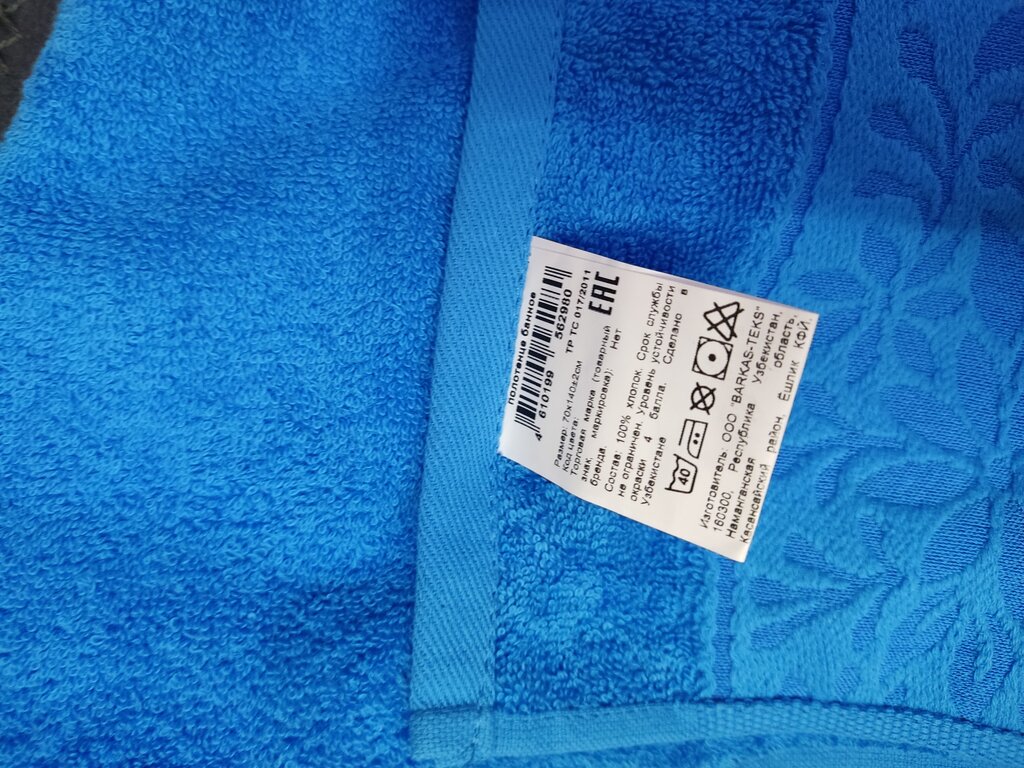 полотенце банное
4 610199 562980
Размер: 70х140±2см ТР ТС 017/2011
Код цвета:
EAC
Торговая марка (товарный
знак, маркировка): Нет
бренда.
Состав: 100% хлопок. Срок службы
не ограничен. Уровень устойчивости
окраски 4 балла. Сделано в
Узбекистане
40
Изготовитель ООО "BARKAS-TEKS"
160300, Республика Узбекистан,
Наманганская область,
Касансайский район, Ёшлик КФЙ.